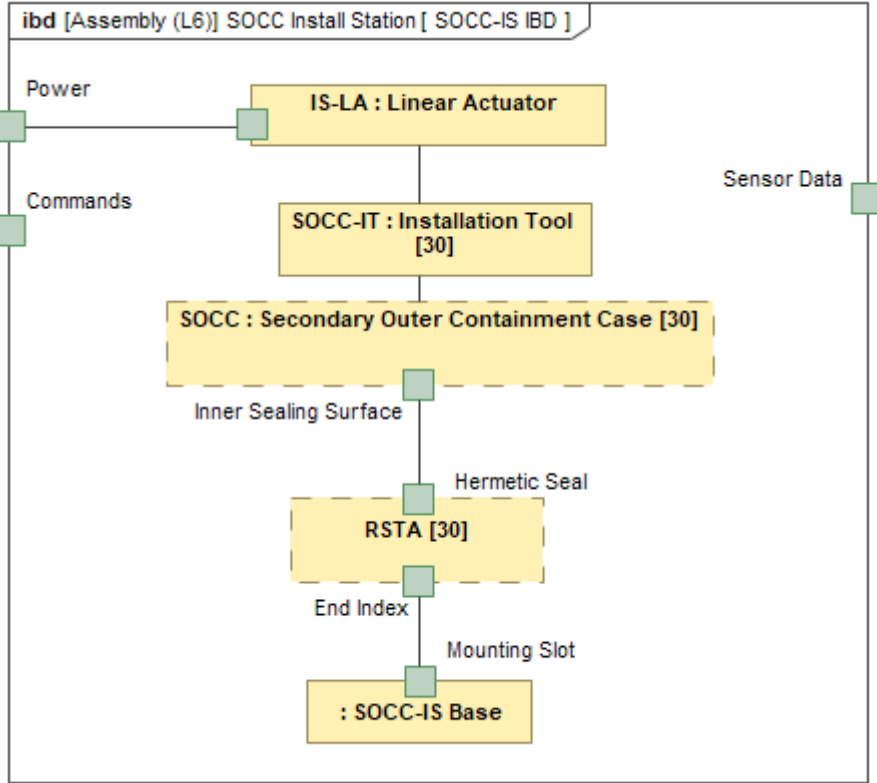 ibd [Assembly (L6)] SOCC Install Station [ SOCC-IS IBD ]
Power
IS-LA : Linear Actuator
Sensor Data
Commands
SOCC-IT : Installation Tool
[30]
SOCC : Secondary Outer Containment Case [30]
Inner Sealing Surface
Hermetic Seal
RSTA [30]
End Index
Mounting Slot
: SOCC-IS Base